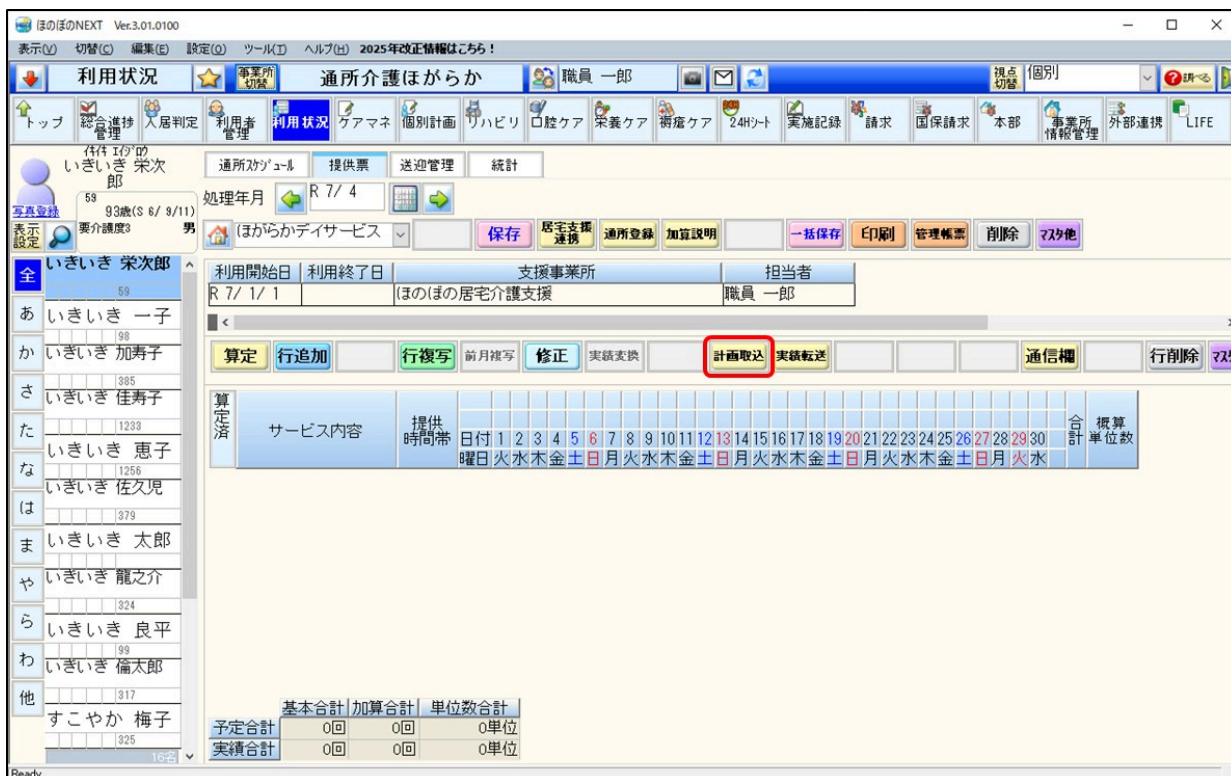 ほのぼのNEXT Ver.3.01.0100
表示(V) 切替(C) 編集(E) 設定(O) ツール(T) ヘルプ(H) 2025年改正情報はこちら!
利用状況 事業所切替 通所介護ほがらか 職員 一郎 視点切替 (個別) 調べる
トップ 総合進捗管理 入居判定 利用者管理 利用状況 ケアマネ 個別計画 リハビリ 口腔ケア 栄養ケア 褥瘡ケア 24Hシート 実施記録 請求 国保請求 本部 事業所情報管理 外部連携 LIFE
ｲｷｲｷ ｴｲｼﾞﾛｳ
いきいき 栄次郎
59
93歳(S 6/ 9/11)
写真登録
表示設定 要介護度3 男
通所ｽｹｼﾞｭｰﾙ 提供票 送迎管理 統計
処理年月 R 7/ 4
ほがらかデイサービス 保存 居宅支援連携 通所登録 加算説明 一括保存 印刷 管理帳票 削除 ﾏｽﾀ他
利用開始日 利用終了日 支援事業所 担当者
R 7/ 1/ 1 ほのぼの居宅介護支援 職員 一郎
算定 行追加 行複写 前月複写 修正 実績変換 計画取込 実績転送 通信欄 行削除
算定済 サービス内容 提供時間帯 合計 概算単位数
日付 1 2 3 4 5 6 7 8 9 10 11 12 13 14 15 16 17 18 19 20 21 22 23 24 25 26 27 28 29 30
曜日 火 水 木 金 土 日 月 火 水 木 金 土 日 月 火 水 木 金 土 日 月 火 水 木 金 土 日 月 火 水
全 いきいき 栄次郎
59
あ いきいき 一子
98
か いきいき 加寿子
385
さ いきいき 佳寿子
1233
た いきいき 恵子
1256
な いきいき 佐久児
379
は
ま いきいき 太郎
や いきいき 龍之介
324
ら いきいき 良平
99
わ いきいき 倫太郎
317
他 すこやか 梅子
325
16名
基本合計 加算合計 単位数合計
予定合計 0回 0回 0単位
実績合計 0回 0回 0単位
Ready